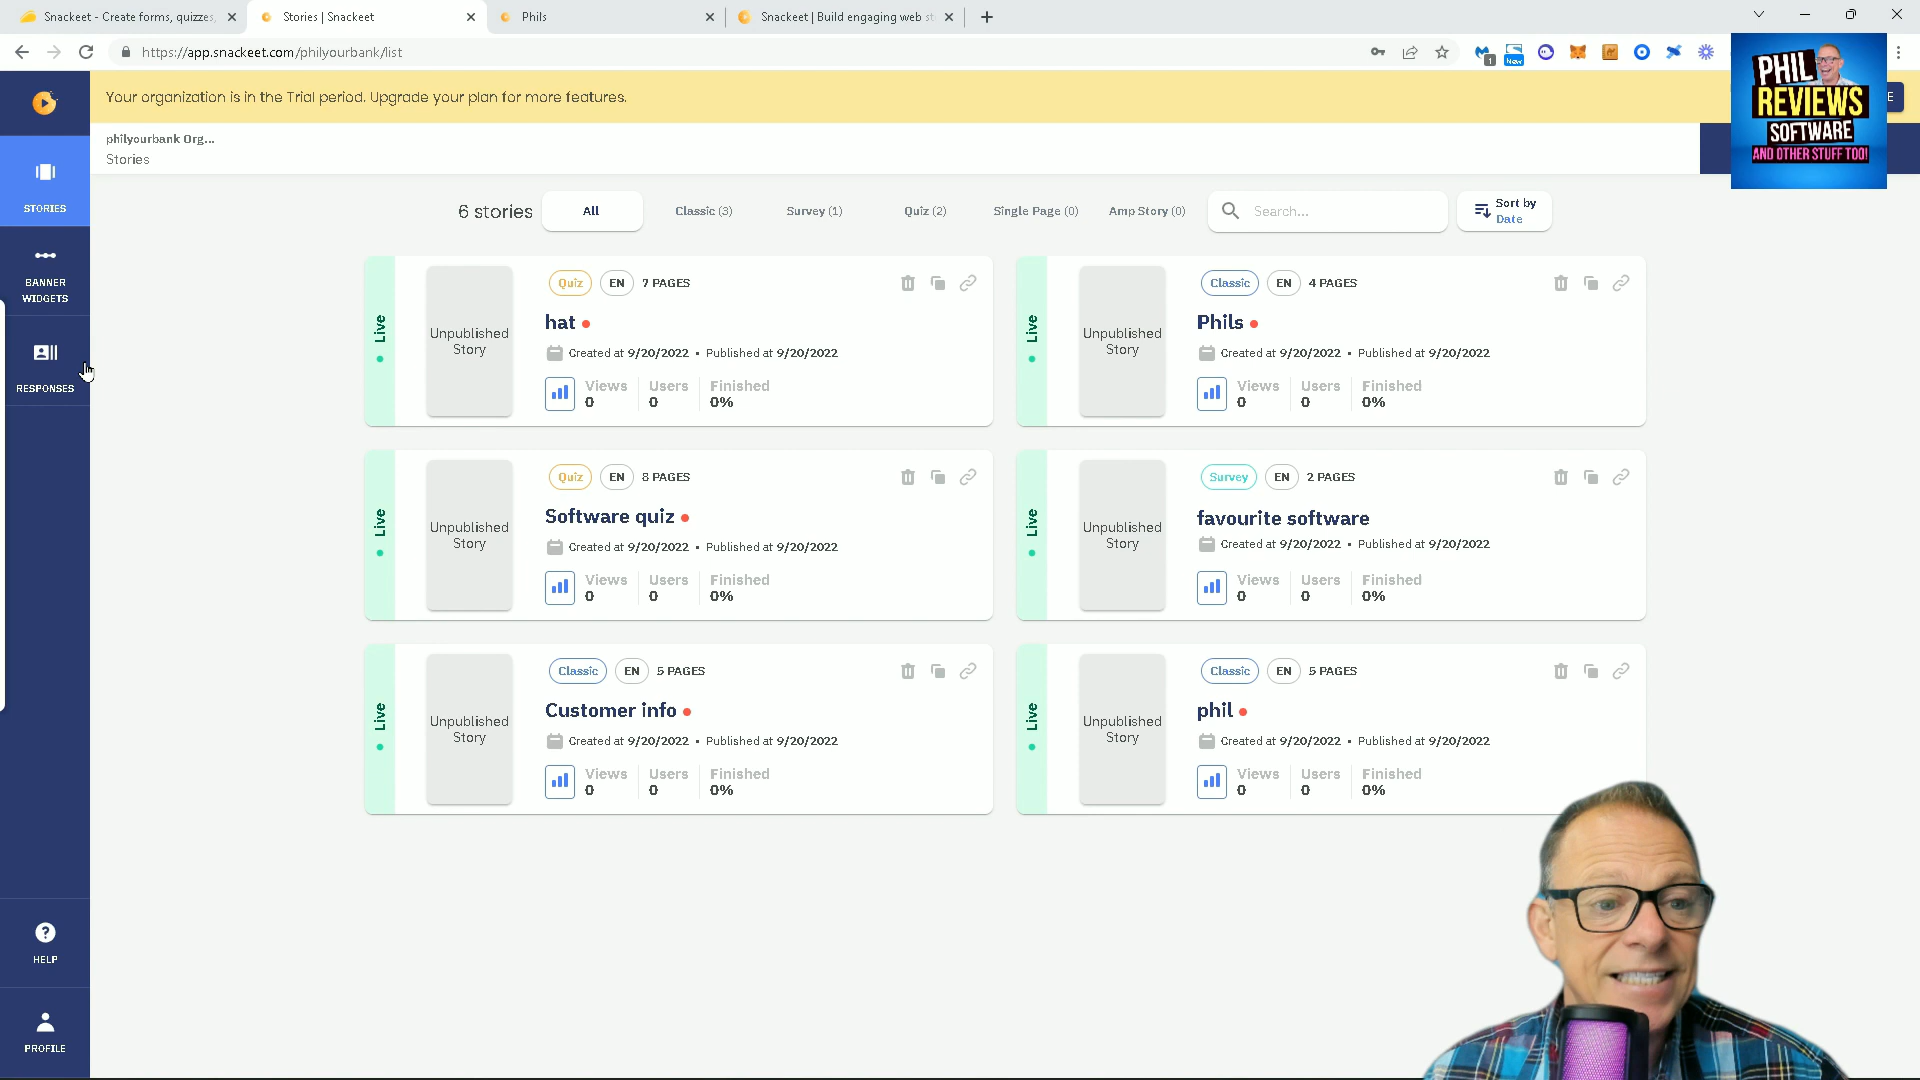 Snackeet - Create forms, quizzes,
Stories | Snackeet
Phils
Snackeet | Build engaging web st
https://app.snackeet.com/philyourbank/list
1
New
Your organization is in the Trial period. Upgrade your plan for more features.
E
PHIL
REVIEWS
SOFTWARE
AND OTHER STUFF TOO!
philyourbank Org...
Stories
STORIES
BANNER
WIDGETS
RESPONSES
HELP
PROFILE
6 stories
All
Classic (3)
Survey (1)
Quiz (2)
Single Page (0)
Amp Story (0)
Search...
Sort by
Date
Live
Unpublished
Story
Quiz
EN
7 PAGES
hat
Created at 9/20/2022 • Published at 9/20/2022
Views
0
Users
0
Finished
0%
Live
Unpublished
Story
Classic
EN
4 PAGES
Phils
Created at 9/20/2022 • Published at 9/20/2022
Views
0
Users
0
Finished
0%
Live
Unpublished
Story
Quiz
EN
8 PAGES
Software quiz
Created at 9/20/2022 • Published at 9/20/2022
Views
0
Users
0
Finished
0%
Live
Unpublished
Story
Survey
EN
2 PAGES
favourite software
Created at 9/20/2022 • Published at 9/20/2022
Views
0
Users
0
Finished
0%
Live
Unpublished
Story
Classic
EN
5 PAGES
Customer info
Created at 9/20/2022 • Published at 9/20/2022
Views
0
Users
0
Finished
0%
Live
Unpublished
Story
Classic
EN
5 PAGES
phil
Created at 9/20/2022 • Published at 9/20/2022
Views
0
Users
0
Finished
0%